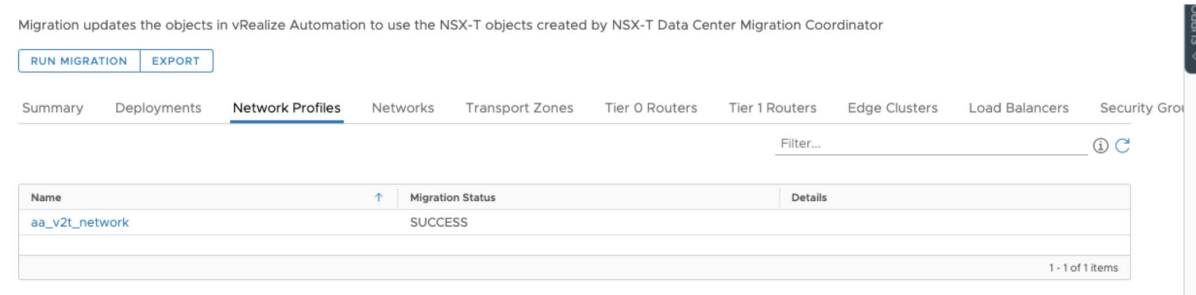 Migration updates the objects in vRealize Automation to use the NSX-T objects created by NSX-T Data Center Migration Coordinator
RUN MIGRATION EXPORT
Summary Deployments Network Profiles Networks Transport Zones Tier 0 Routers Tier 1 Routers Edge Clusters Load Balancers Security Grou
Filter...
Name Migration Status Details
aa_v2t_network SUCCESS
1 - 1 of 1 items